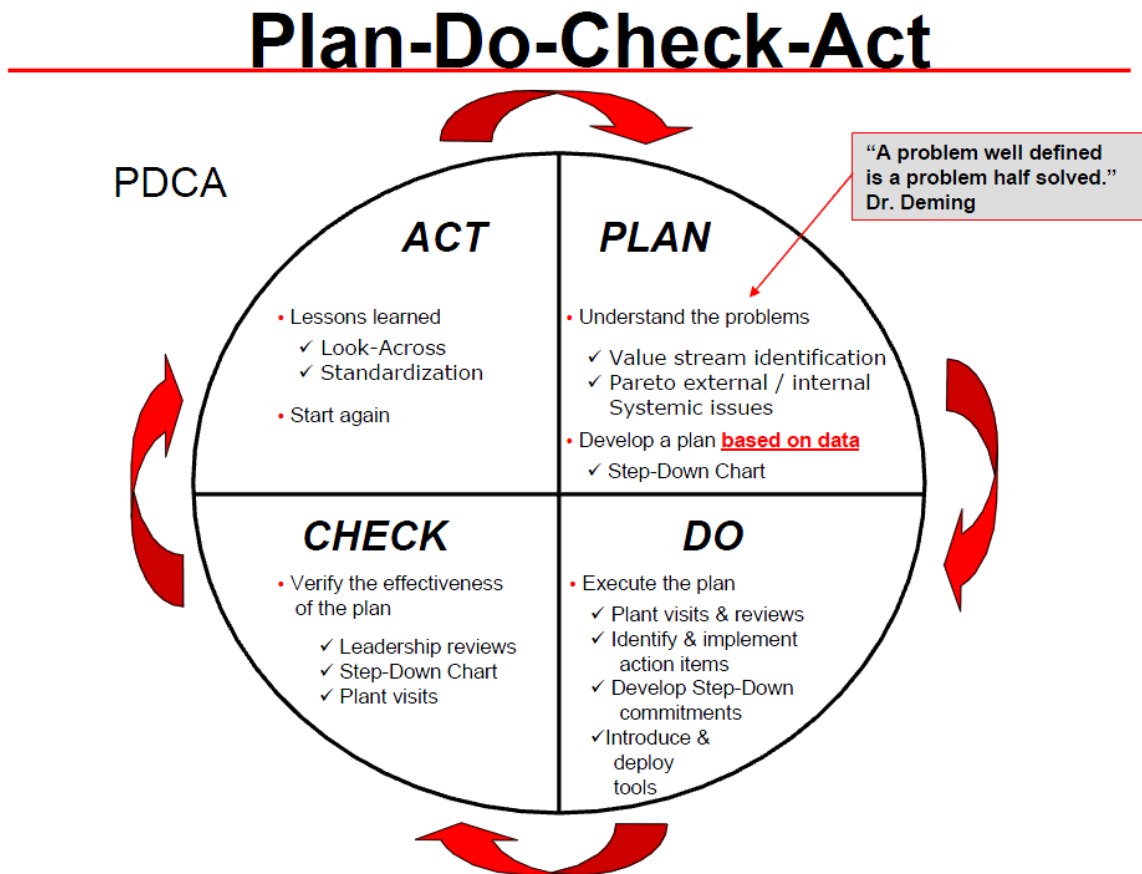 Plan-Do-Check-Act
PDCA
“A problem well defined
is a problem half solved.”
Dr. Deming
ACT
• Lessons learned
✓ Look-Across
✓ Standardization
• Start again
PLAN
• Understand the problems
✓ Value stream identification
✓ Pareto external / internal
Systemic issues
• Develop a plan based on data
✓ Step-Down Chart
CHECK
• Verify the effectiveness
of the plan
✓ Leadership reviews
✓ Step-Down Chart
✓ Plant visits
DO
• Execute the plan
✓ Plant visits & reviews
✓ Identify & implement
action items
✓ Develop Step-Down
commitments
✓Introduce &
deploy
tools